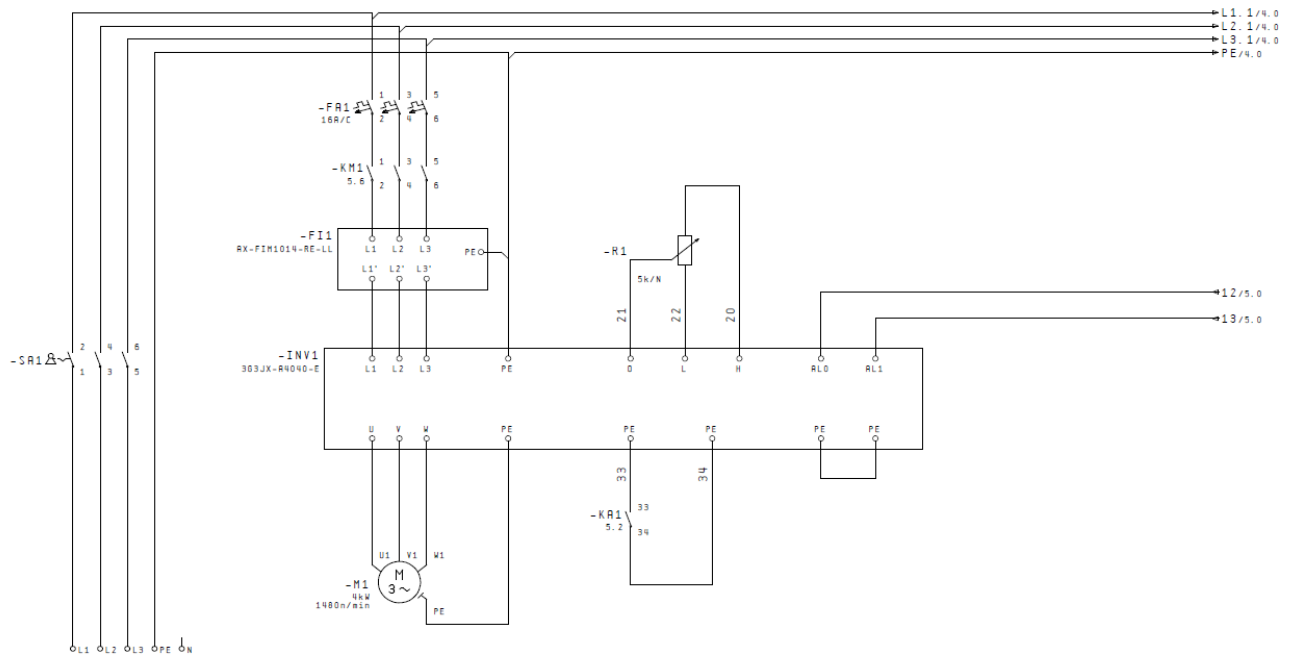 L1.1/4.0
L2.1/4.0
L3.1/4.0
PE/4.0
1 3 5
-FA1
16A/C
2 4 6
1 3 5
-KM1
5.6
2 4 6
-FI1
AX-FIM1014-RE-LL
L1 L2 L3
PE
L1' L2' L3'
-R1
5k/N
21 22 20
12/5.0
13/5.0
2 4 6
-SA1
1 3 5
-INV1
3G3JX-A4040-E
L1 L2 L3 PE O L H AL0 AL1
U V W PE PE PE PE PE
33 34
33
-KA1
5.2
34
U1 V1 W1
M
3~
-M1
4kW
1480n/min
PE
L1 L2 L3 PE N